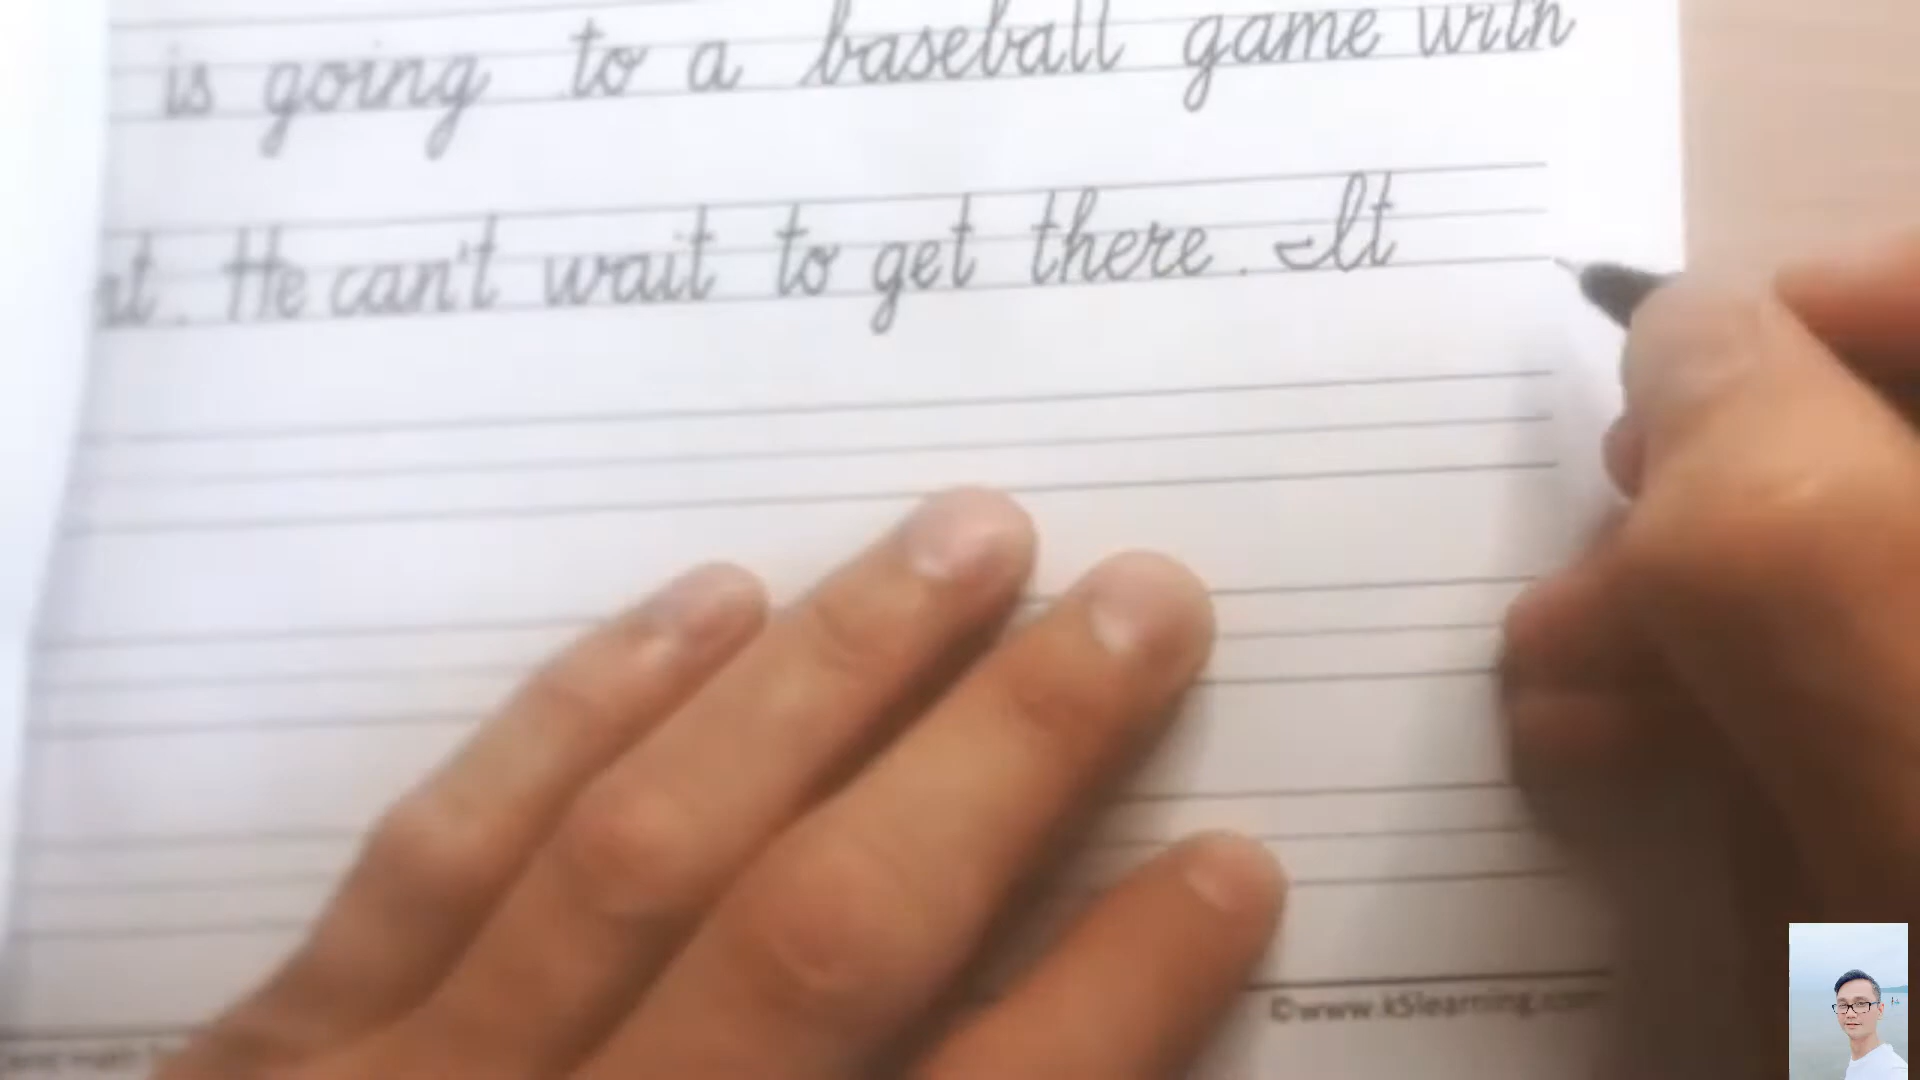 is going to a baseball game with
He can't wait to get there. It
©www.k5learning.com